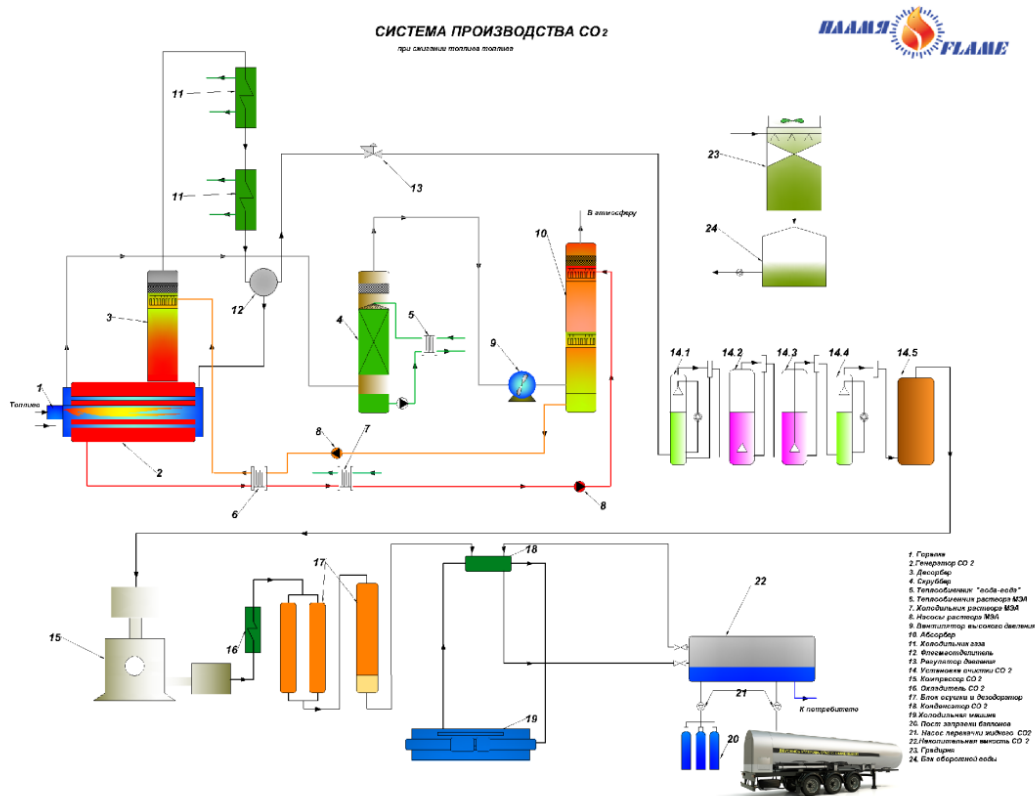 СИСТЕМА ПРОИЗВОДСТВА СО2
при сжигании топлива топлива
ПЛАМЯ
FLAME
11
11
13
23
24
В атмосферу
10
12
3
4
5
9
1
Топливо
2
8
7
6
8
14.1
14.2
14.3
14.4
14.5
15
16
17
18
19
22
21
20
К потребителю
1. Горелка
2. Генератор СО 2
3. Десорбер
4. Скруббер
5. Теплообменник "вода-вода"
6. Теплообменник раствора МЭА
7. Холодильник раствора МЭА
8. Насосы раствора МЭА
9. Вентилятор высокого давления
10. Абсорбер
11. Холодильник газа
12. Флегмаотделитель
13. Регулятор давления
14. Установка очистки СО 2
15. Компрессор СО 2
16. Охладитель СО 2
17. Блок осушки и дезодоратор
18. Конденсатор СО 2
19. Холодильная машина
20. Пост заправки баллонов
21. Насос перекачки жидкого СО2
22. Накопительная емкость СО 2
23. Градирня
24. Бак оборотной воды